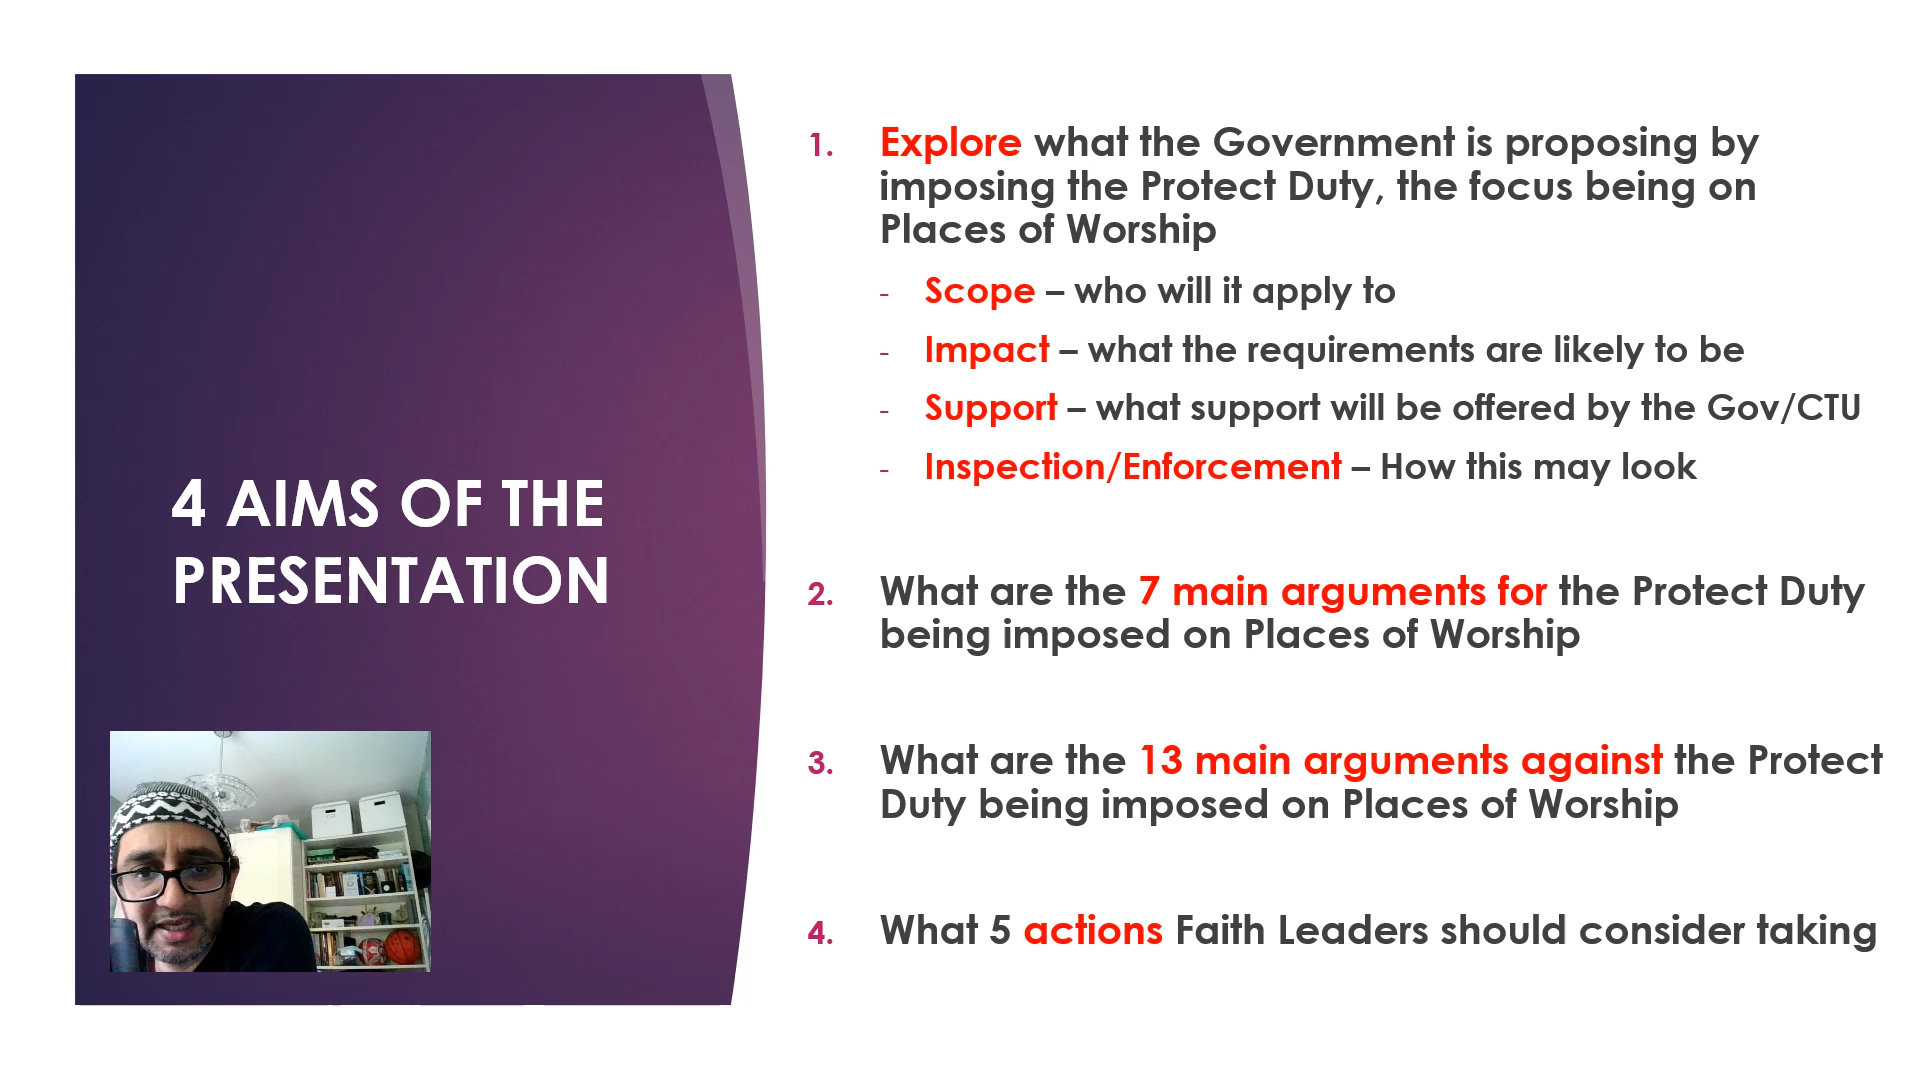 4 AIMS OF THE
PRESENTATION
1. Explore what the Government is proposing by
imposing the Protect Duty, the focus being on
Places of Worship
- Scope – who will it apply to
- Impact – what the requirements are likely to be
- Support – what support will be offered by the Gov/CTU
- Inspection/Enforcement – How this may look
2. What are the 7 main arguments for the Protect Duty
being imposed on Places of Worship
3. What are the 13 main arguments against the Protect
Duty being imposed on Places of Worship
4. What 5 actions Faith Leaders should consider taking